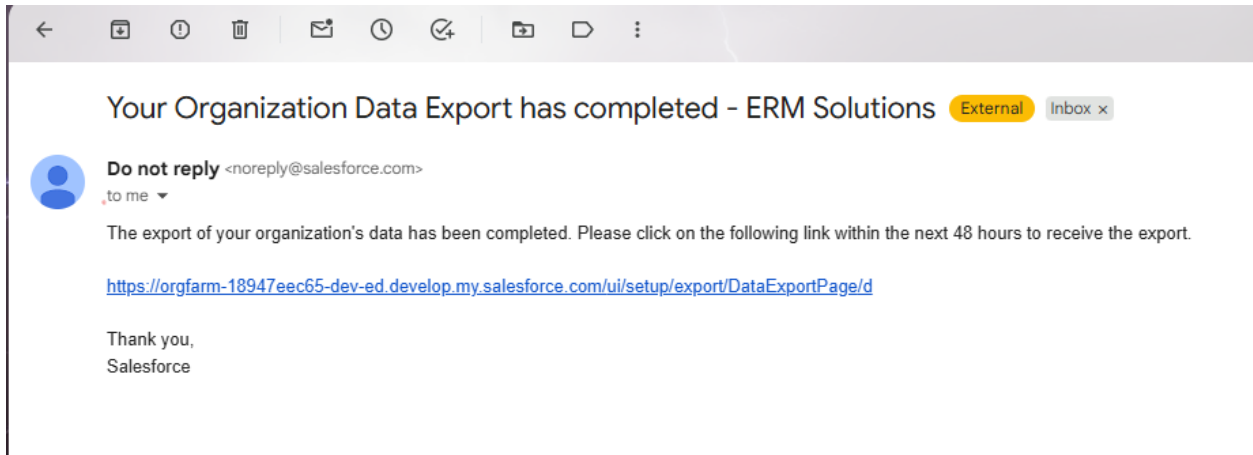 Your Organization Data Export has completed - ERM Solutions External Inbox x
Do not reply <noreply@salesforce.com>
to me
The export of your organization's data has been completed. Please click on the following link within the next 48 hours to receive the export.
https://orgfarm-18947eec65-dev-ed.develop.my.salesforce.com/ui/setup/export/DataExportPage/d
Thank you,
Salesforce